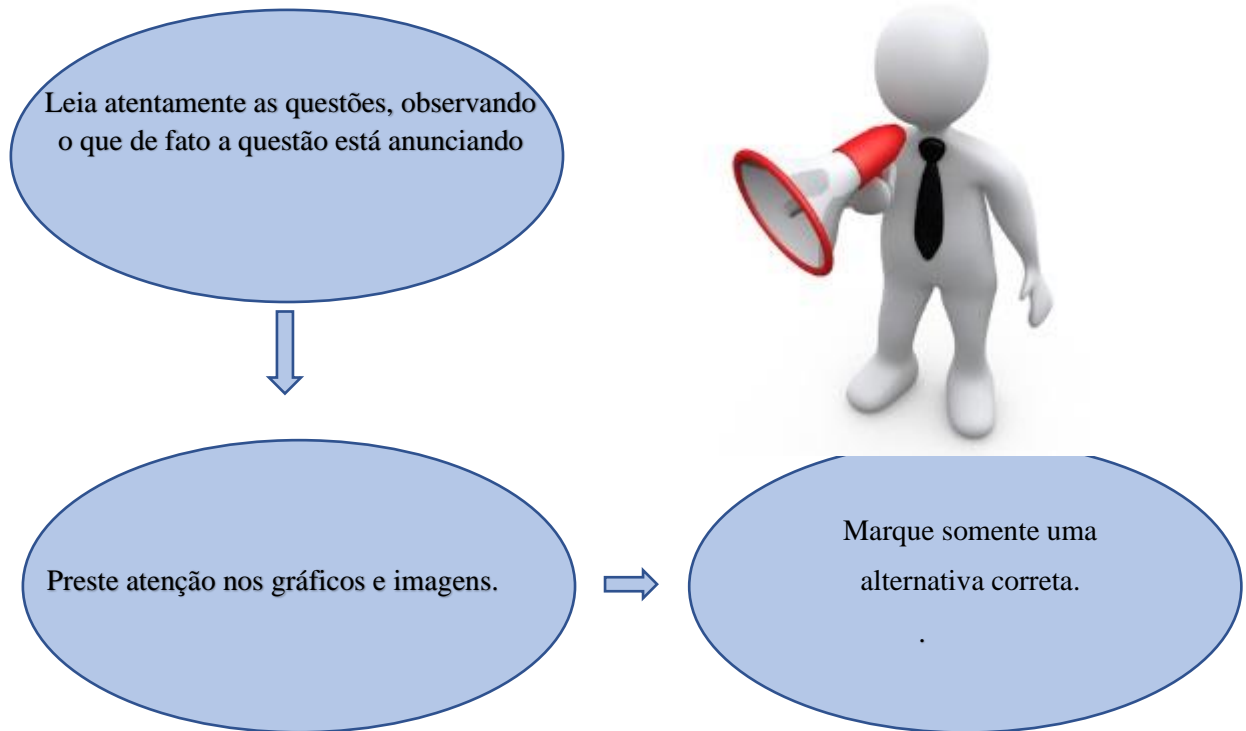 Leia atentamente as questões, observando
o que de fato a questão está anunciando
Preste atenção nos gráficos e imagens.
Marque somente uma
alternativa correta.
.